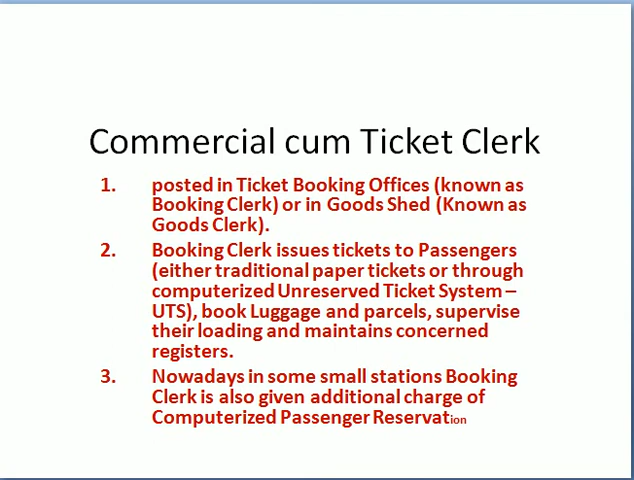 Commercial cum Ticket Clerk
1. posted in Ticket Booking Offices (known as
Booking Clerk) or in Goods Shed (Known as
Goods Clerk).
2. Booking Clerk issues tickets to Passengers
(either traditional paper tickets or through
computerized Unreserved Ticket System –
UTS), book Luggage and parcels, supervise
their loading and maintains concerned
registers.
3. Nowadays in some small stations Booking
Clerk is also given additional charge of
Computerized Passenger Reservation